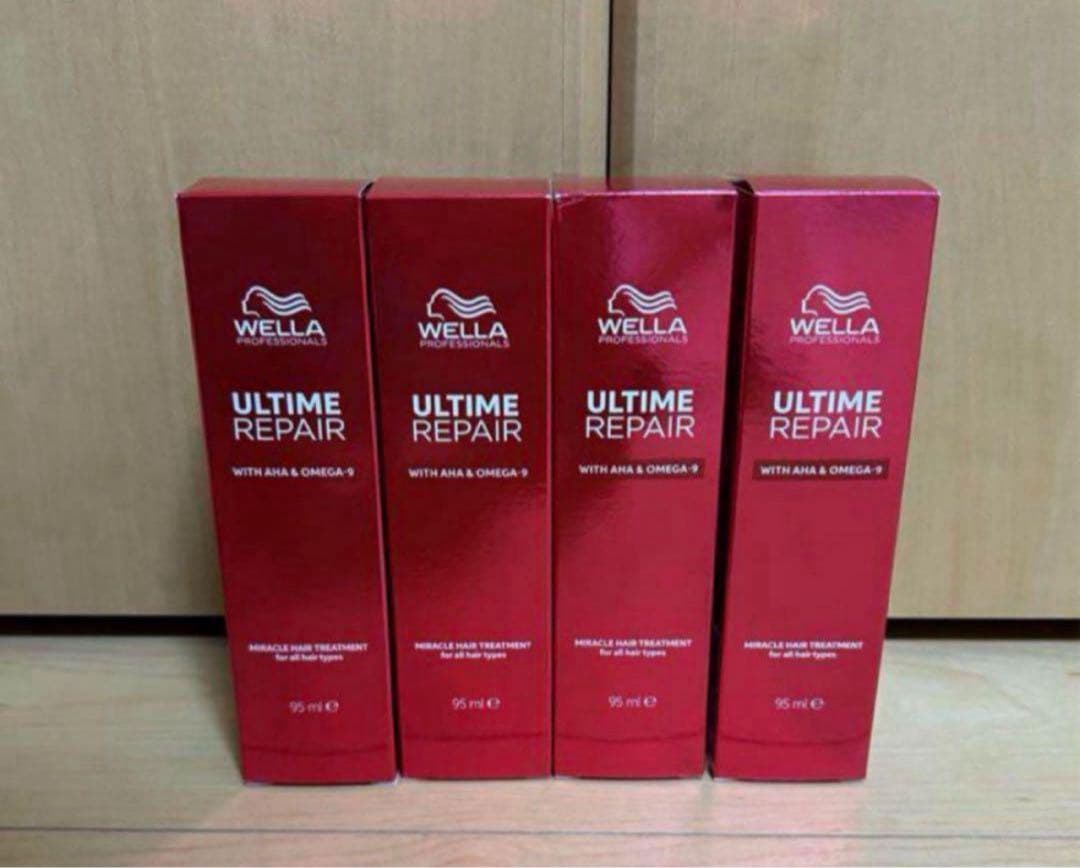 WELLA
PROFESSIONALS
ULTIME
REPAIR
WITH AHA & OMEGA-9
MIRACLE HAIR TREATMENT
for all hair types
95 ml ℮
WELLA
PROFESSIONALS
ULTIME
REPAIR
WITH AHA & OMEGA-9
MIRACLE HAIR TREATMENT
for all hair types
95 ml ℮
WELLA
PROFESSIONALS
ULTIME
REPAIR
WITH AHA & OMEGA-9
MIRACLE HAIR TREATMENT
for all hair types
95 ml ℮
WELLA
PROFESSIONALS
ULTIME
REPAIR
WITH AHA & OMEGA-9
MIRACLE HAIR TREATMENT
for all hair types
95 ml ℮